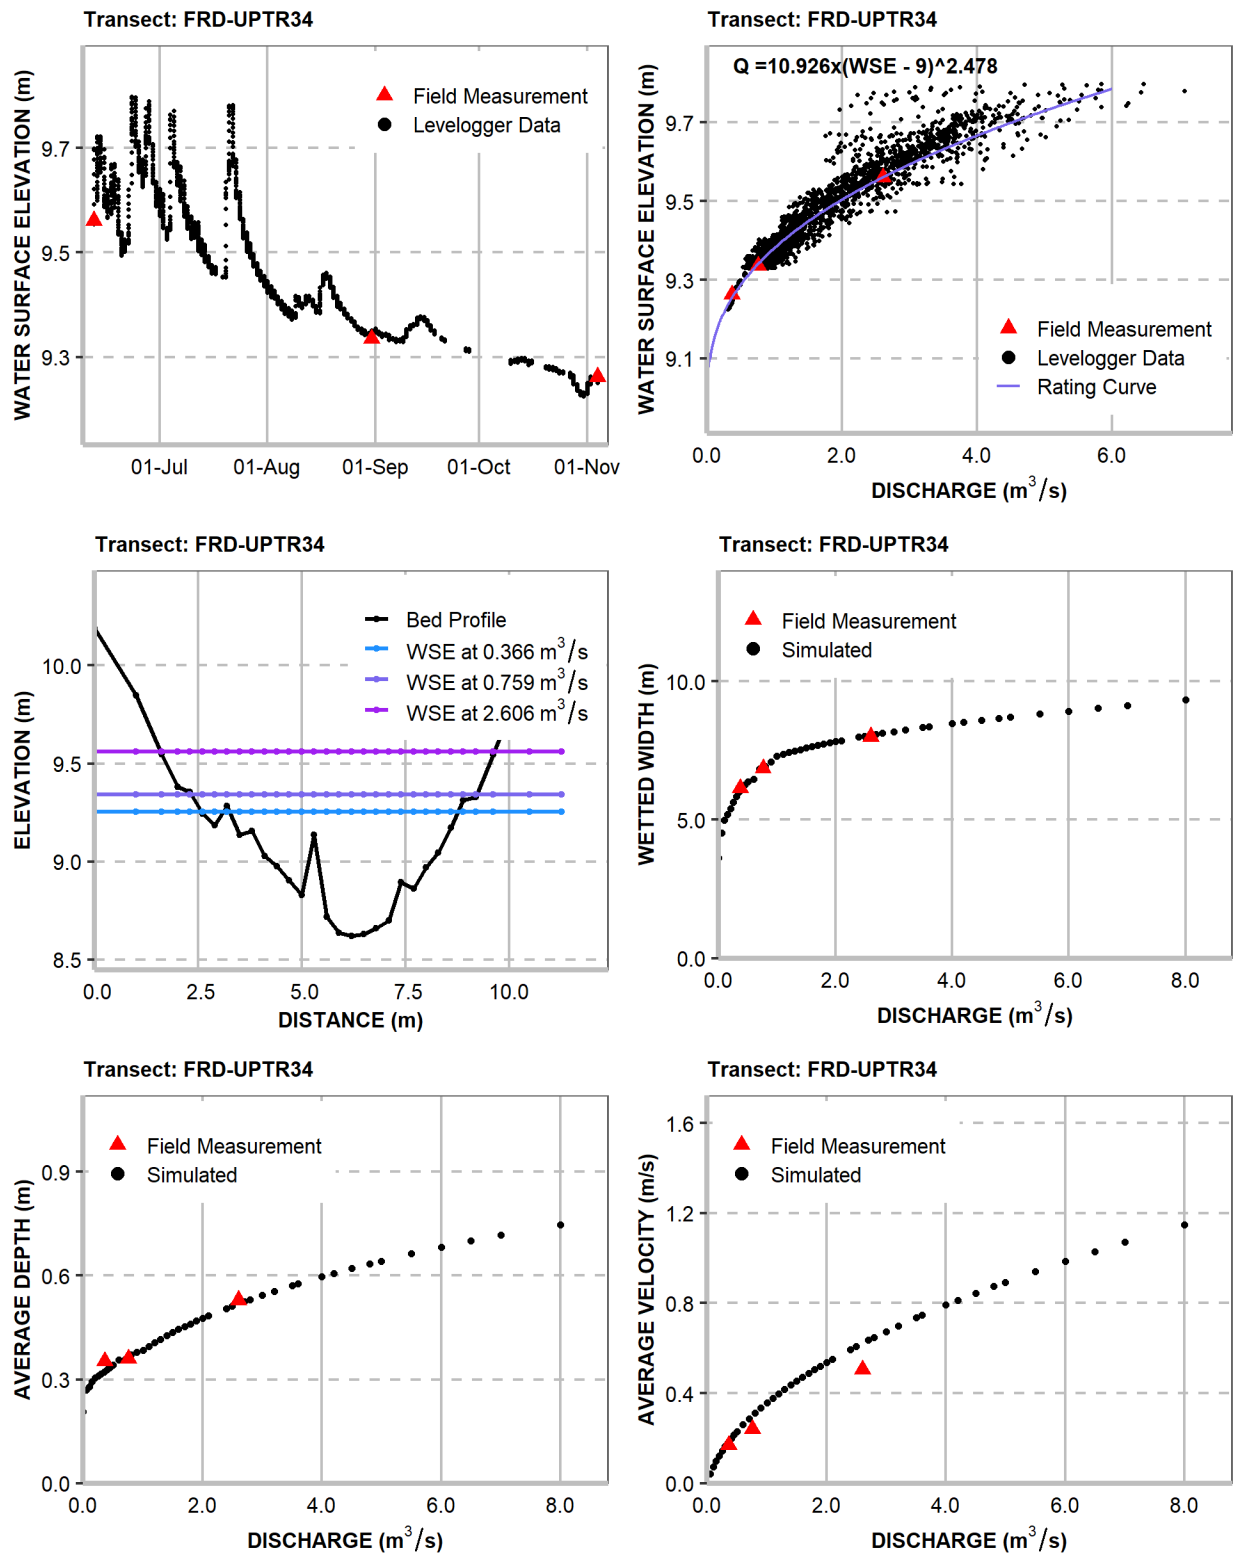 Transect: FRD-UPTR34
WATER SURFACE ELEVATION (m)
9.7
9.5
9.3
Field Measurement
Levelogger Data
01-Jul
01-Aug
01-Sep
01-Oct
01-Nov
Transect: FRD-UPTR34
Q =10.926x(WSE - 9)^2.478
WATER SURFACE ELEVATION (m)
9.7
9.5
9.3
9.1
Field Measurement
Levelogger Data
Rating Curve
0.0
2.0
4.0
6.0
DISCHARGE (m³/s)
Transect: FRD-UPTR34
ELEVATION (m)
10.0
9.5
9.0
8.5
Bed Profile
WSE at 0.366 m³/s
WSE at 0.759 m³/s
WSE at 2.606 m³/s
0.0
2.5
5.0
7.5
10.0
DISTANCE (m)
Transect: FRD-UPTR34
WETTED WIDTH (m)
10.0
5.0
0.0
Field Measurement
Simulated
0.0
2.0
4.0
6.0
8.0
DISCHARGE (m³/s)
Transect: FRD-UPTR34
AVERAGE DEPTH (m)
0.9
0.6
0.3
0.0
Field Measurement
Simulated
0.0
2.0
4.0
6.0
8.0
DISCHARGE (m³/s)
Transect: FRD-UPTR34
AVERAGE VELOCITY (m/s)
1.6
1.2
0.8
0.4
0.0
Field Measurement
Simulated
0.0
2.0
4.0
6.0
8.0
DISCHARGE (m³/s)